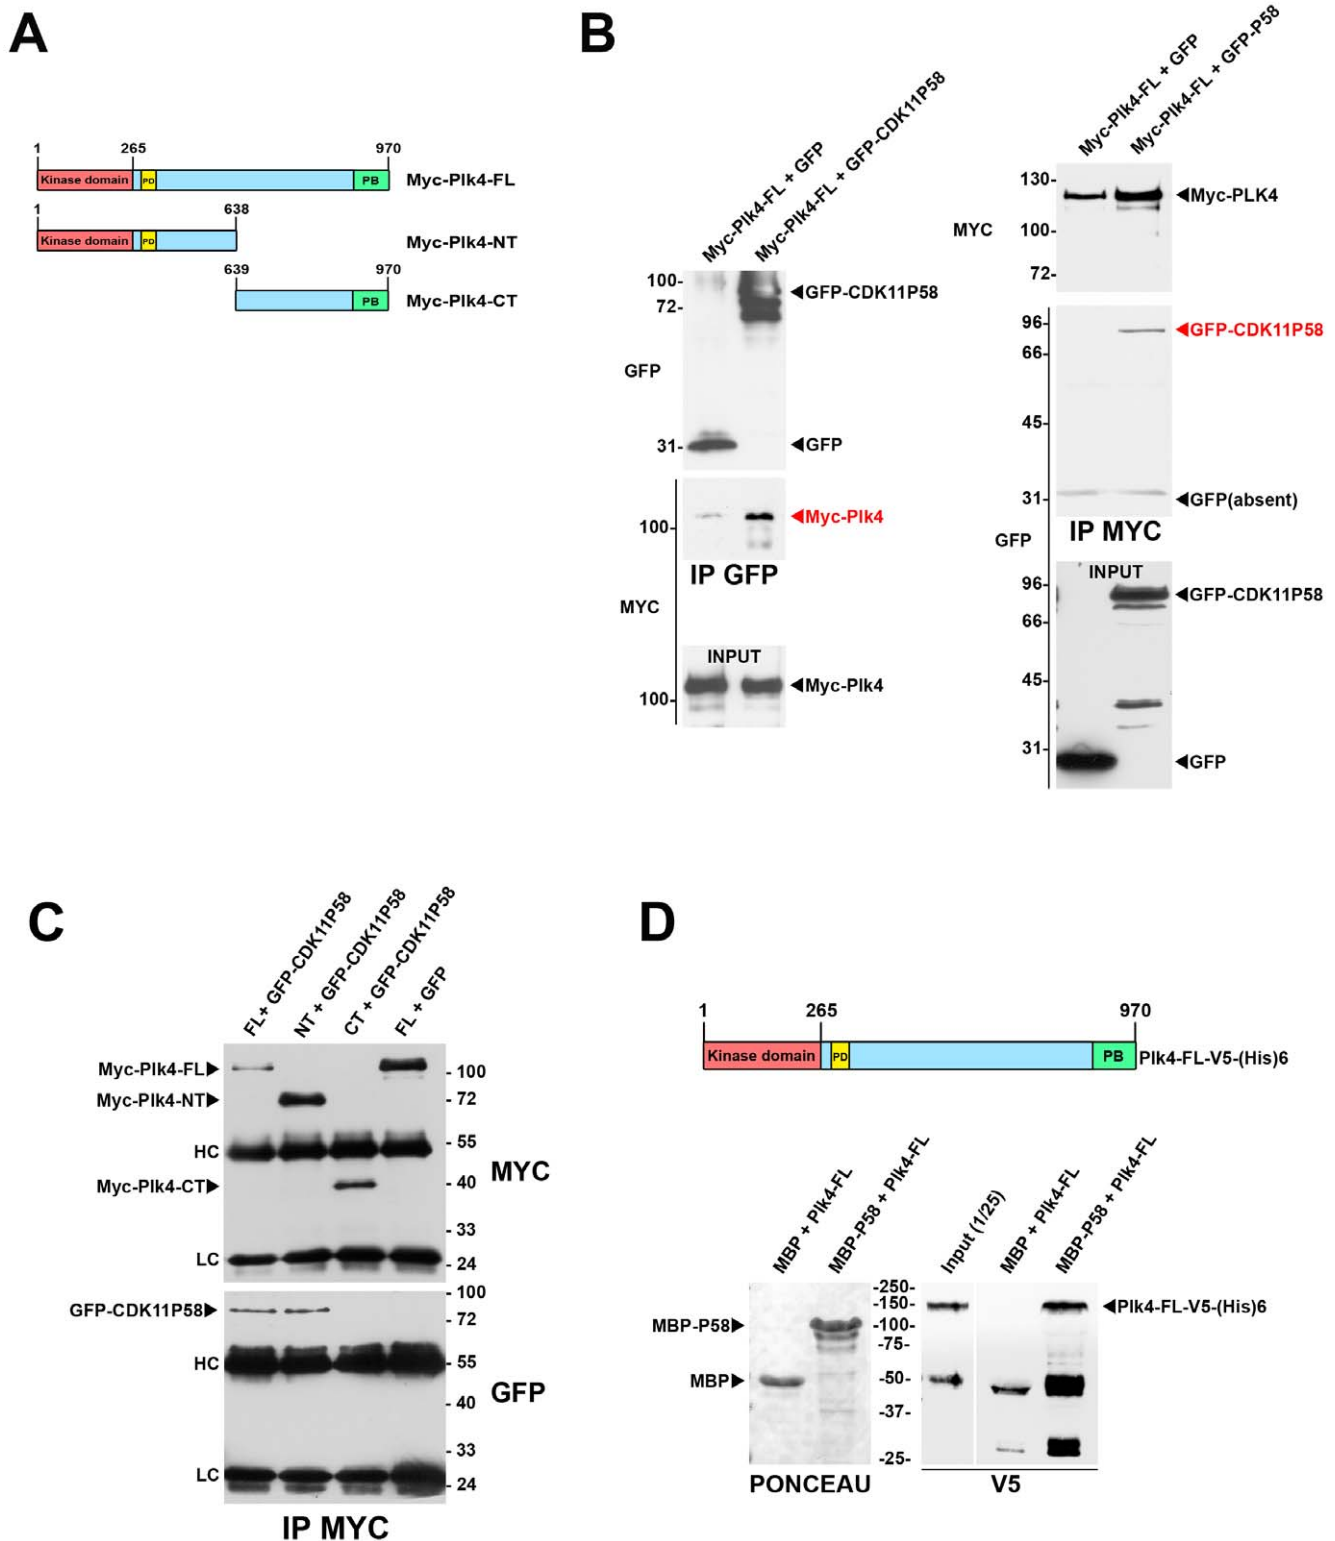 A
1 265 970
Kinase domain PD PB Myc-Plk4-FL
1 638
Kinase domain PD Myc-Plk4-NT
639 970
PB Myc-Plk4-CT
B
Myc-Plk4-FL + GFP
Myc-Plk4-FL + GFP-CDK11P58
100-
72-
GFP-CDK11P58
GFP
31-
GFP
100-
Myc-Plk4
IP GFP
MYC
INPUT
100-
Myc-Plk4
Myc-Plk4-FL + GFP
Myc-Plk4-FL + GFP-P58
130-
Myc-PLK4
MYC
100-
72-
96-
GFP-CDK11P58
66-
45-
31-
GFP(absent)
IP MYC
GFP
INPUT
96-
GFP-CDK11P58
66-
45-
31-
GFP
C
FL+ GFP-CDK11P58
NT + GFP-CDK11P58
CT + GFP-CDK11P58
FL + GFP
Myc-Plk4-FL
- 100
Myc-Plk4-NT
- 72
HC
- 55
MYC
Myc-Plk4-CT
- 40
- 33
LC
- 24
- 100
GFP-CDK11P58
- 72
HC
- 55
GFP
- 40
- 33
LC
- 24
IP MYC
D
1 265 970
Kinase domain PD PB Plk4-FL-V5-(His)6
MBP + Plk4-FL
MBP-P58 + Plk4-FL
Input (1/25)
MBP + Plk4-FL
MBP-P58 + Plk4-FL
-250-
-150-
Plk4-FL-V5-(His)6
MBP-P58
-100-
-75-
MBP
-50-
-37-
-25-
PONCEAU
V5